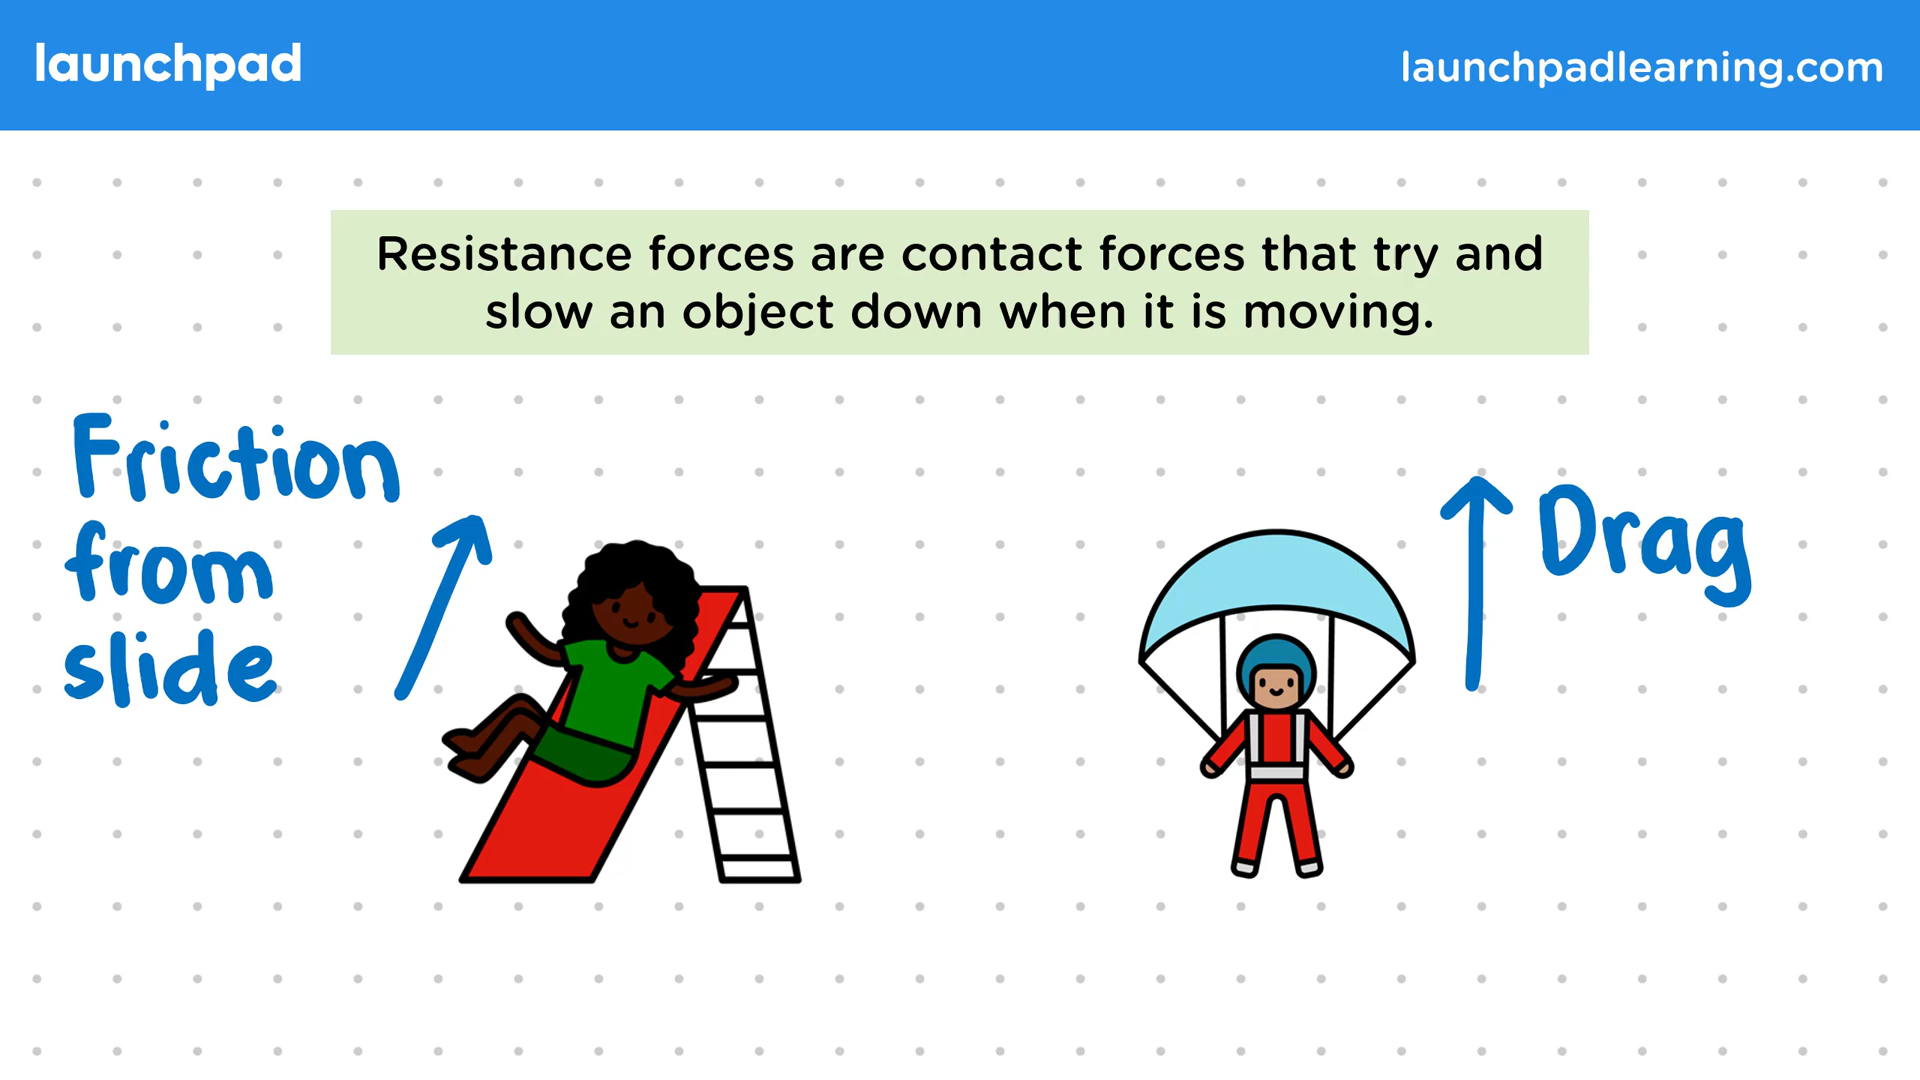 launchpad
launchpadlearning.com
Resistance forces are contact forces that try and
slow an object down when it is moving.
Friction
from
slide
Drag